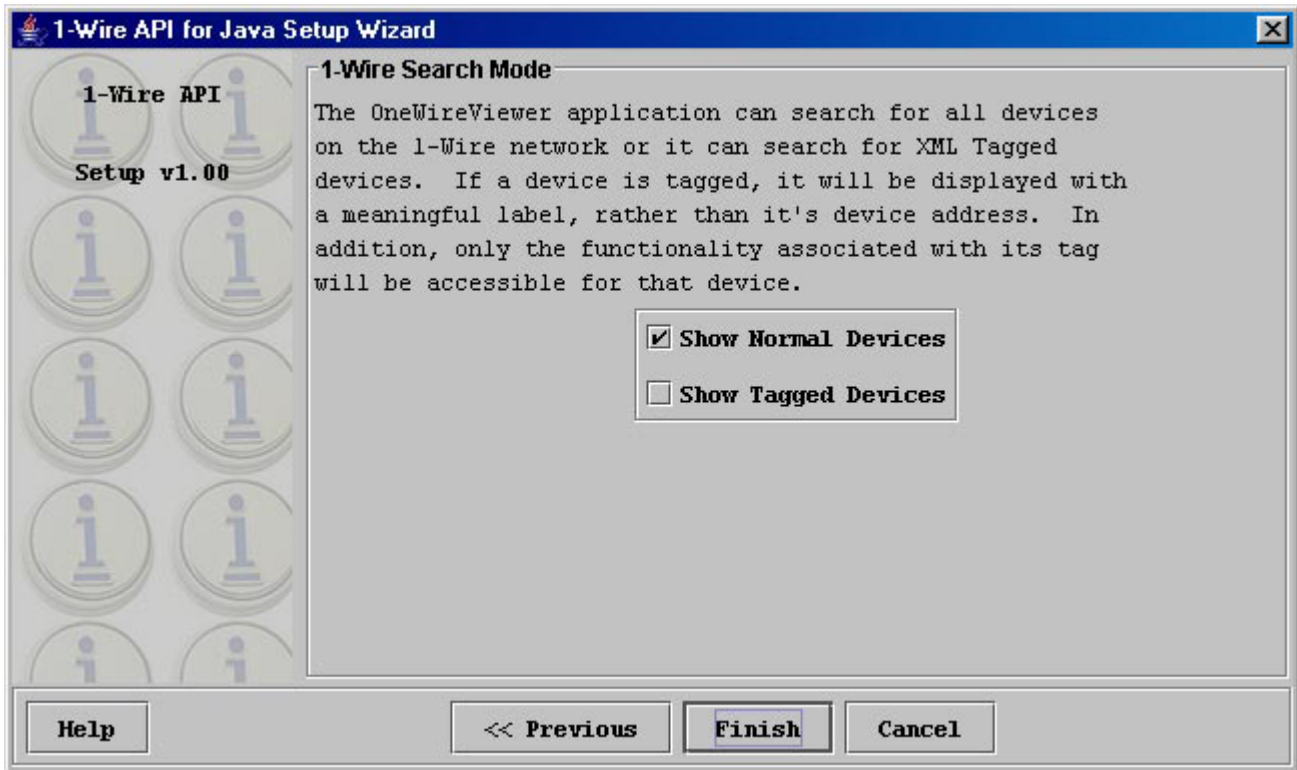 1-Wire API for Java Setup Wizard
1-Wire API
Setup v1.00
1-Wire Search Mode
The OneWireViewer application can search for all devices
on the 1-Wire network or it can search for XML Tagged
devices.  If a device is tagged, it will be displayed with
a meaningful label, rather than it's device address.  In
addition, only the functionality associated with its tag
will be accessible for that device.
Show Normal Devices
Show Tagged Devices
Help
<< Previous
Finish
Cancel